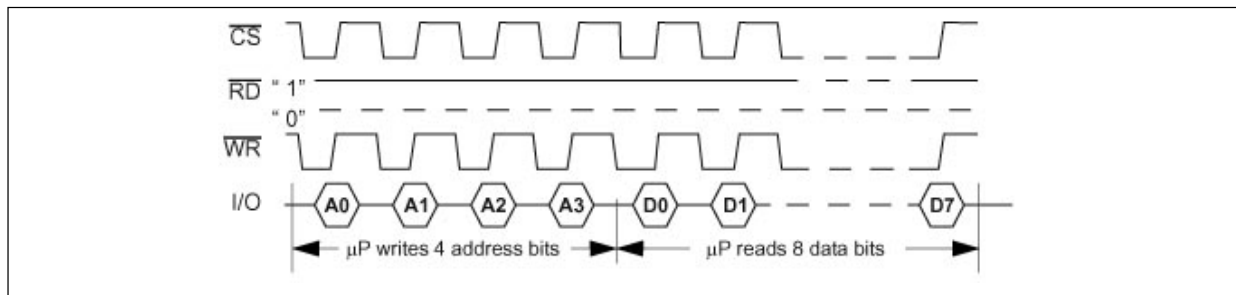 CS
RD “ 1”
“ 0”
WR
I/O A0 A1 A2 A3 D0 D1 D7
µP writes 4 address bits µP reads 8 data bits